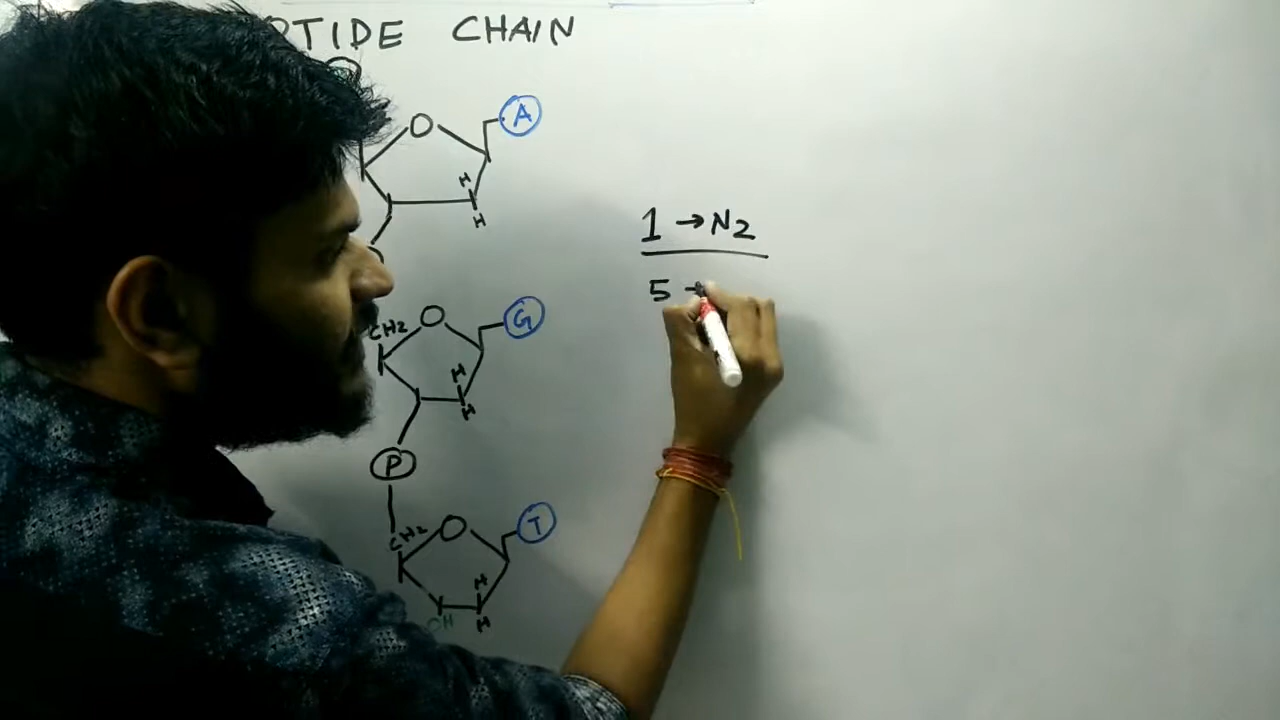 OTIDE CHAIN
O A
H
H
1 → N2
5 →
CH2 O G
H
H
P
CH2 O T
H
CH H